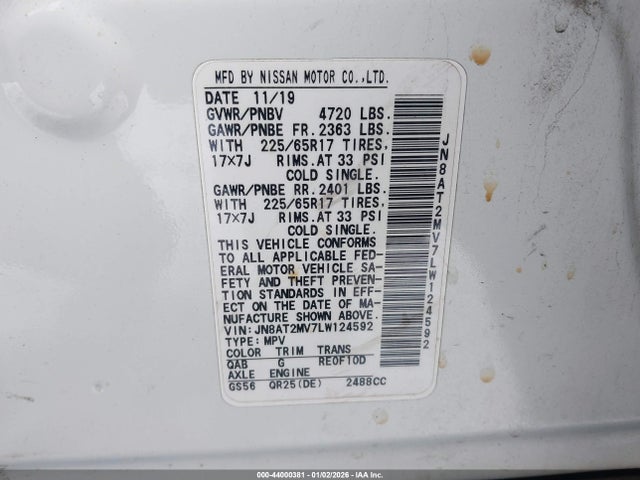 MFD BY NISSAN MOTOR CO.,LTD.
DATE 11/19
GVWR/PNBV 4720 LBS.
GAWR/PNBE FR. 2363 LBS.
WITH 225/65R17 TIRES,
17X7J RIMS.AT 33 PSI
COLD SINGLE.
GAWR/PNBE RR. 2401 LBS.
WITH 225/65R17 TIRES,
17X7J RIMS.AT 33 PSI
COLD SINGLE.
THIS VEHICLE CONFORMS
TO ALL APPLICABLE FED-
ERAL MOTOR VEHICLE SA-
FETY AND THEFT PREVEN-
TION STANDARDS IN EFF-
ECT ON THE DATE OF MA-
NUFACTURE SHOWN ABOVE.
VIN:JN8AT2MV7LW124592
TYPE:MPV
COLOR TRIM TRANS
QAB G RE0F10D
AXLE ENGINE
GS56 QR25(DE) 2488CC
JN8AT2MV7LW124592
000-44000381 - 01/02/2026 - IAA Inc.